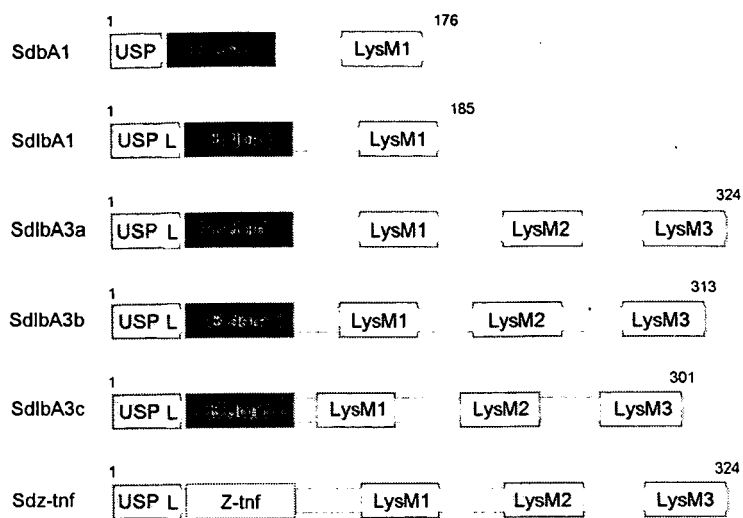 1 176
SdbA1 USP LysM1
1 185
SdlbA1 USP L LysM1
1 324
SdlbA3a USP L LysM1 LysM2 LysM3
1 313
SdlbA3b USP L LysM1 LysM2 LysM3
1 301
SdlbA3c USP L LysM1 LysM2 LysM3
1 324
Sdz-tnf USP L Z-tnf LysM1 LysM2 LysM3